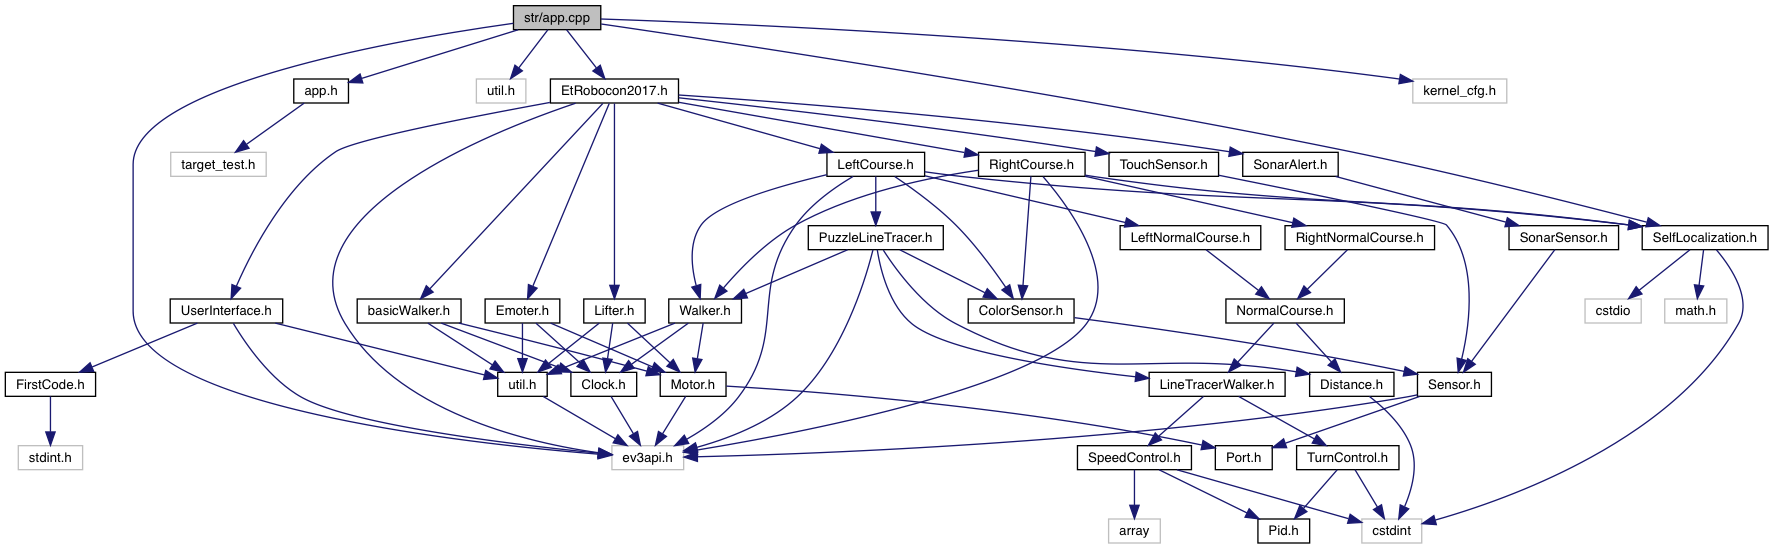 str/app.cpp
app.h
util.h
EtRobocon2017.h
kernel_cfg.h
target_test.h
LeftCourse.h
RightCourse.h
TouchSensor.h
SonarAlert.h
PuzzleLineTracer.h
LeftNormalCourse.h
RightNormalCourse.h
SonarSensor.h
SelfLocalization.h
UserInterface.h
basicWalker.h
Emoter.h
Lifter.h
Walker.h
ColorSensor.h
NormalCourse.h
cstdio
math.h
FirstCode.h
util.h
Clock.h
Motor.h
LineTracerWalker.h
Distance.h
Sensor.h
stdint.h
ev3api.h
SpeedControl.h
Port.h
TurnControl.h
array
Pid.h
cstdint